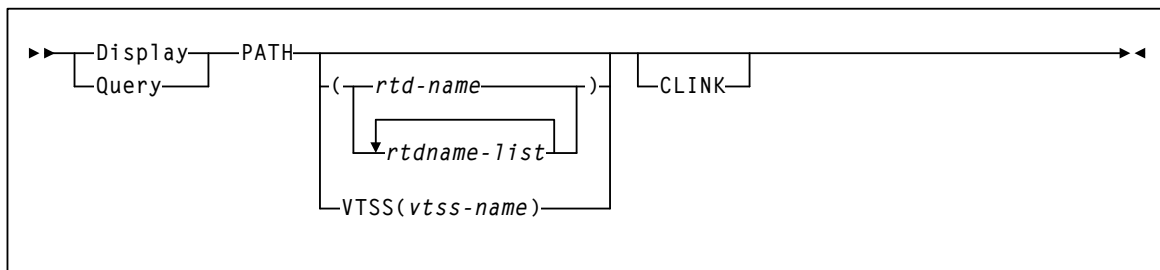 Display PATH
Query
( rtd-name )
CLINK
rtdname-list
VTSS(vtss-name)